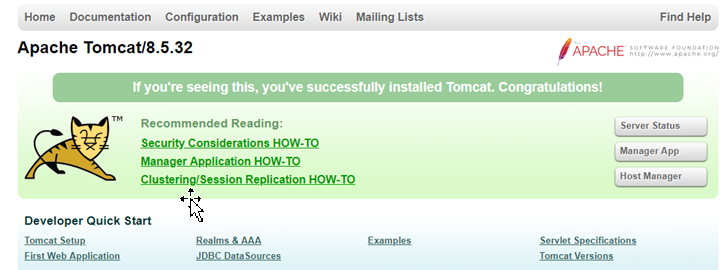 Home Documentation Configuration Examples Wiki Mailing Lists Find Help
Apache Tomcat/8.5.32
THE
APACHE SOFTWARE FOUNDATION
http://www.apache.org/
If you're seeing this, you've successfully installed Tomcat. Congratulations!
TM
Recommended Reading:
Security Considerations HOW-TO
Manager Application HOW-TO
Clustering/Session Replication HOW-TO
Server Status
Manager App
Host Manager
Developer Quick Start
Tomcat Setup Realms & AAA Examples Servlet Specifications
First Web Application JDBC DataSources Tomcat Versions